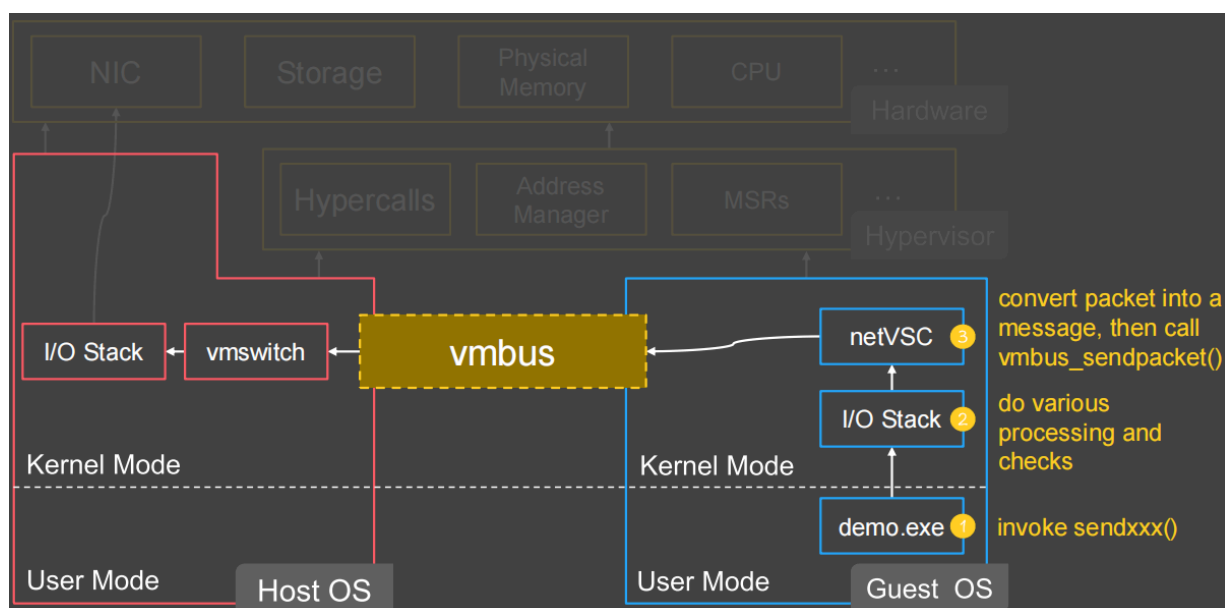 NIC
Storage
Physical
Memory
CPU
...
Hardware
Hypercalls
Address
Manager
MSRs
...
Hypervisor
I/O Stack
vmswitch
vmbus
netVSC
3
convert packet into a
message, then call
vmbus_sendpacket()
I/O Stack
2
do various
processing and
checks
Kernel Mode
Kernel Mode
demo.exe
1
invoke sendxxx()
User Mode
Host OS
User Mode
Guest OS